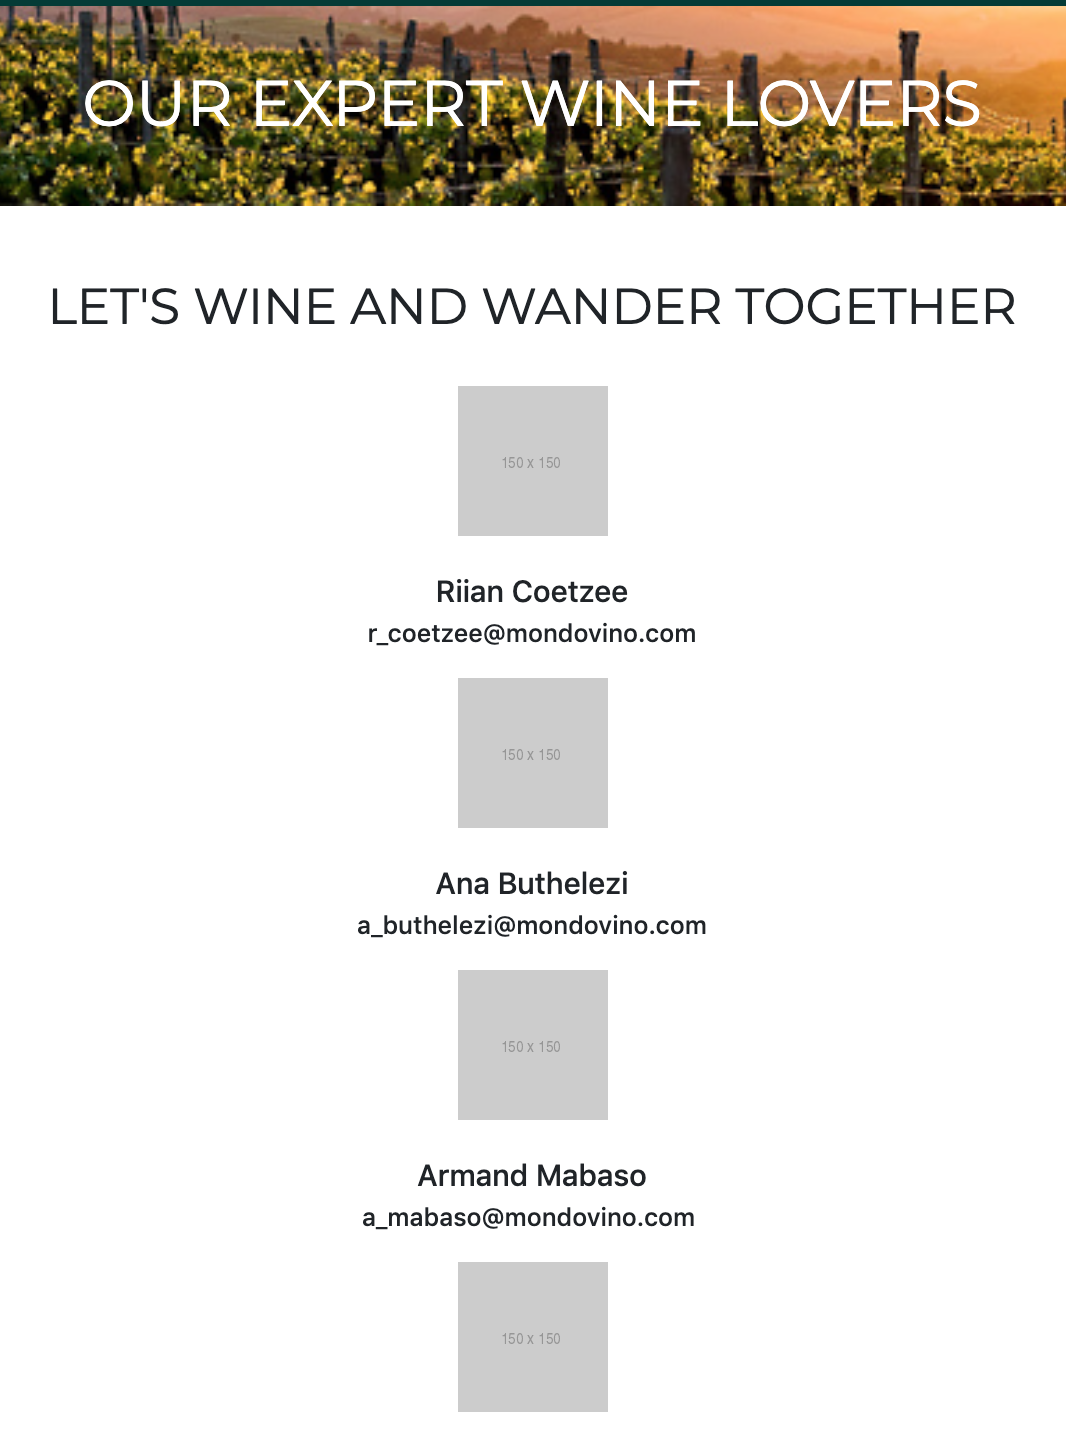 OUR EXPERT WINE LOVERS
LET'S WINE AND WANDER TOGETHER
150 x 150
Riian Coetzee
r_coetzee@mondovino.com
150 x 150
Ana Buthelezi
a_buthelezi@mondovino.com
150 x 150
Armand Mabaso
a_mabaso@mondovino.com
150 x 150